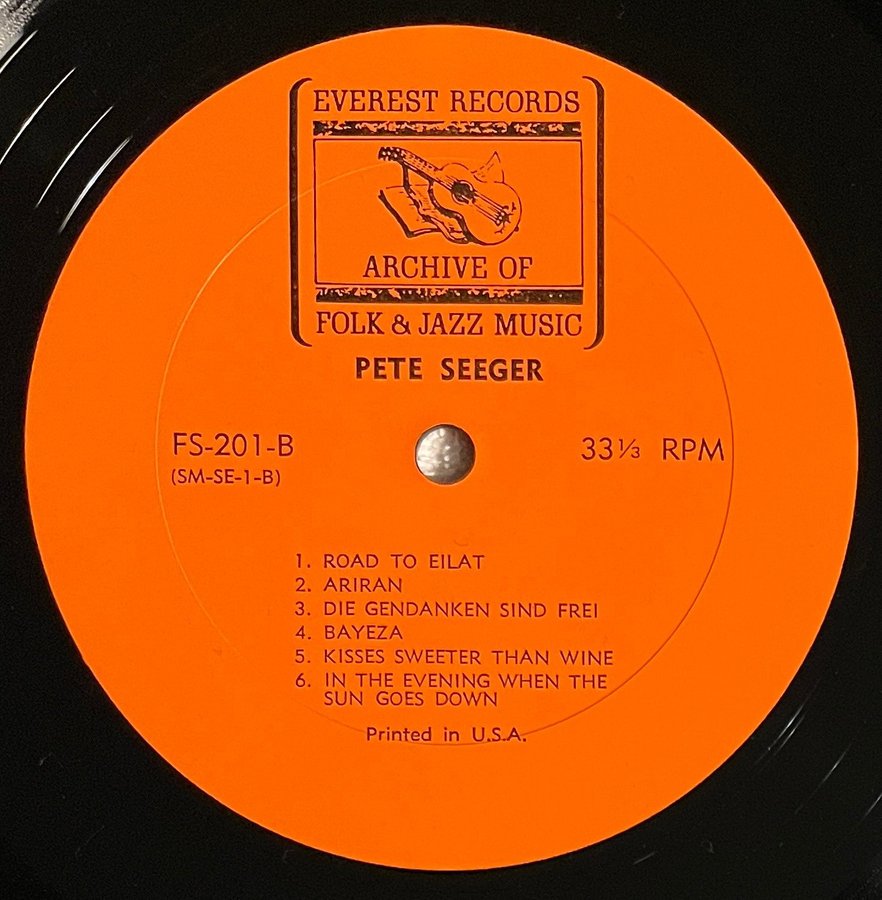 EVEREST RECORDS
ARCHIVE OF
FOLK & JAZZ MUSIC
PETE SEEGER
FS-201-B
(SM-SE-1-B)
33⅓ RPM
1. ROAD TO EILAT
2. ARIRAN
3. DIE GENDANKEN SIND FREI
4. BAYEZA
5. KISSES SWEETER THAN WINE
6. IN THE EVENING WHEN THE
SUN GOES DOWN
Printed in U.S.A.